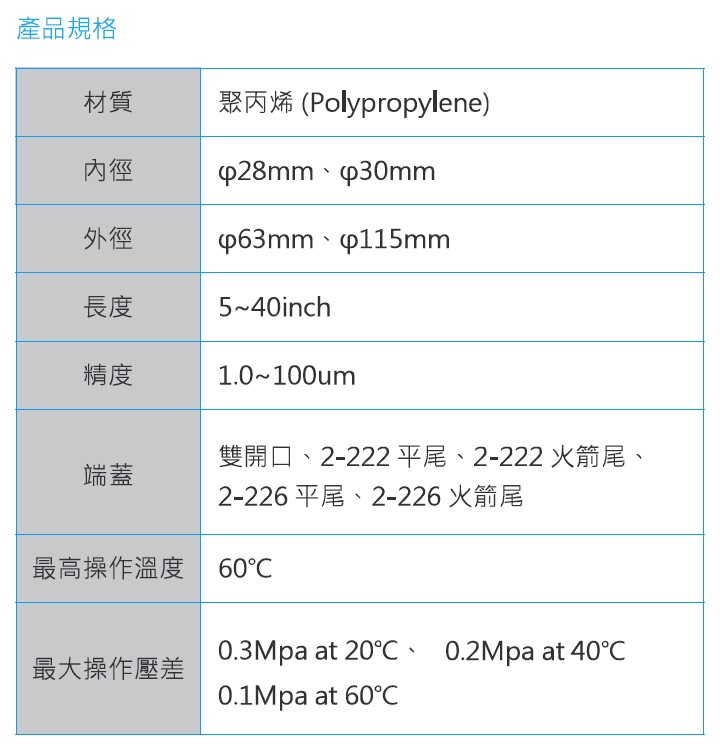 產品規格
材質
聚丙烯 (Polypropylene)
內徑
φ28mm、φ30mm
外徑
φ63mm、φ115mm
長度
5~40inch
精度
1.0~100um
端蓋
雙開口、2-222 平尾、2-222 火箭尾、
2-226 平尾、2-226 火箭尾
最高操作溫度
60℃
最大操作壓差
0.3Mpa at 20℃、 0.2Mpa at 40℃
0.1Mpa at 60℃